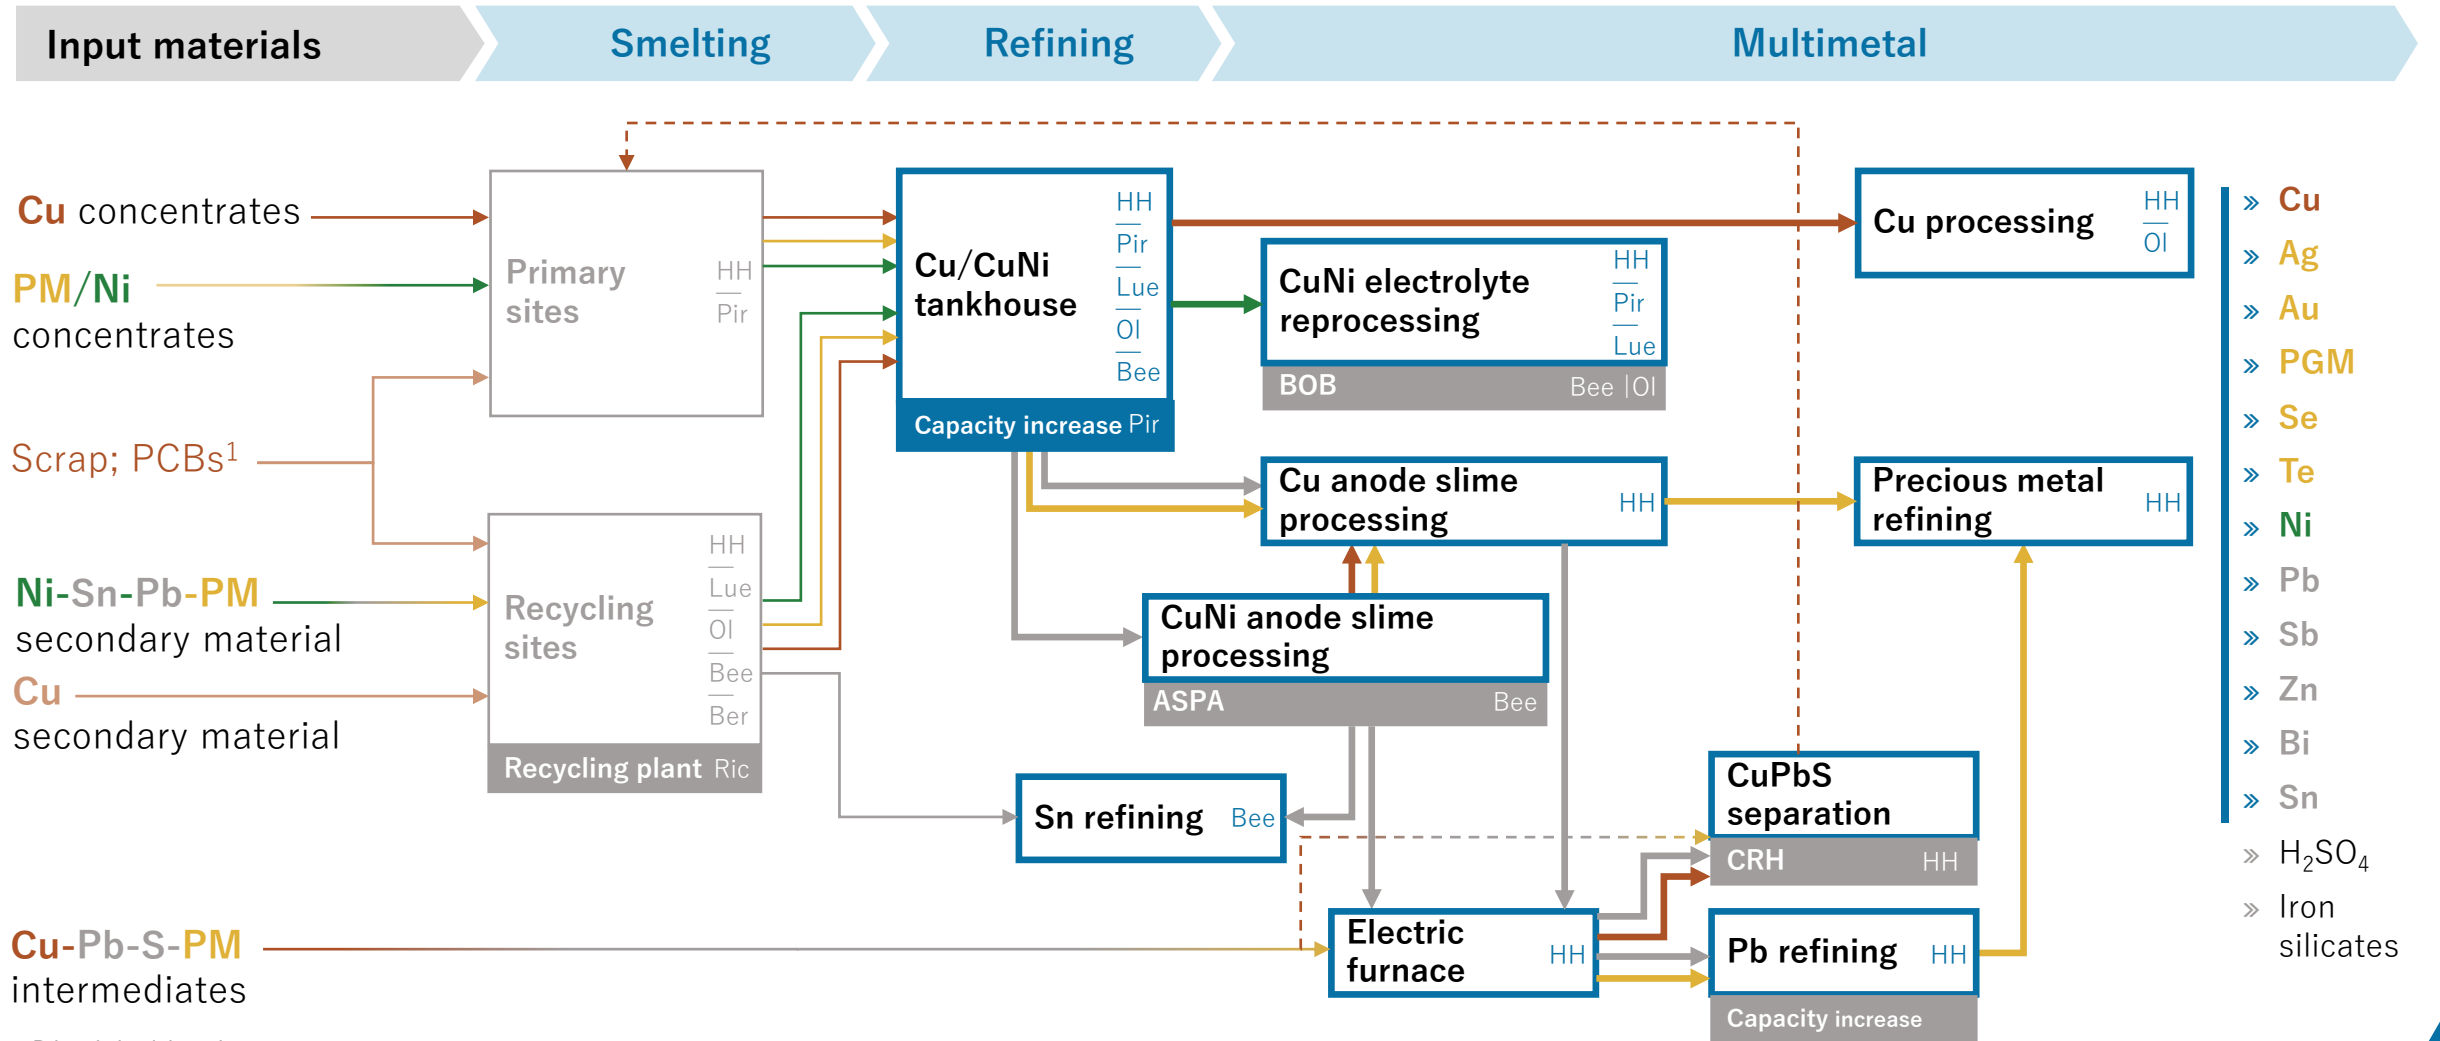 Input materials
Smelting
Refining
Multimetal
Cu concentrates
PM/Ni
concentrates
Scrap; PCBs¹
Ni-Sn-Pb-PM
secondary material
Cu
secondary material
Cu-Pb-S-PM
intermediates
Primary
sites
HH
Pir
Recycling
sites
HH
Lue
Ol
Bee
Ber
Recycling plant Ric
Cu/CuNi
tankhouse
HH
Pir
Lue
Ol
Bee
Capacity increase Pir
CuNi electrolyte
reprocessing
HH
Pir
Lue
BOB Bee |Ol
Cu anode slime
processing
HH
CuNi anode slime
processing
ASPA Bee
Sn refining Bee
Electric
furnace
HH
CuPbS
separation
CRH HH
Pb refining HH
Capacity increase
Cu processing
HH
Ol
Precious metal
refining
HH
» Cu
» Ag
» Au
» PGM
» Se
» Te
» Ni
» Pb
» Sb
» Zn
» Bi
» Sn
» H₂SO₄
» Iron
silicates